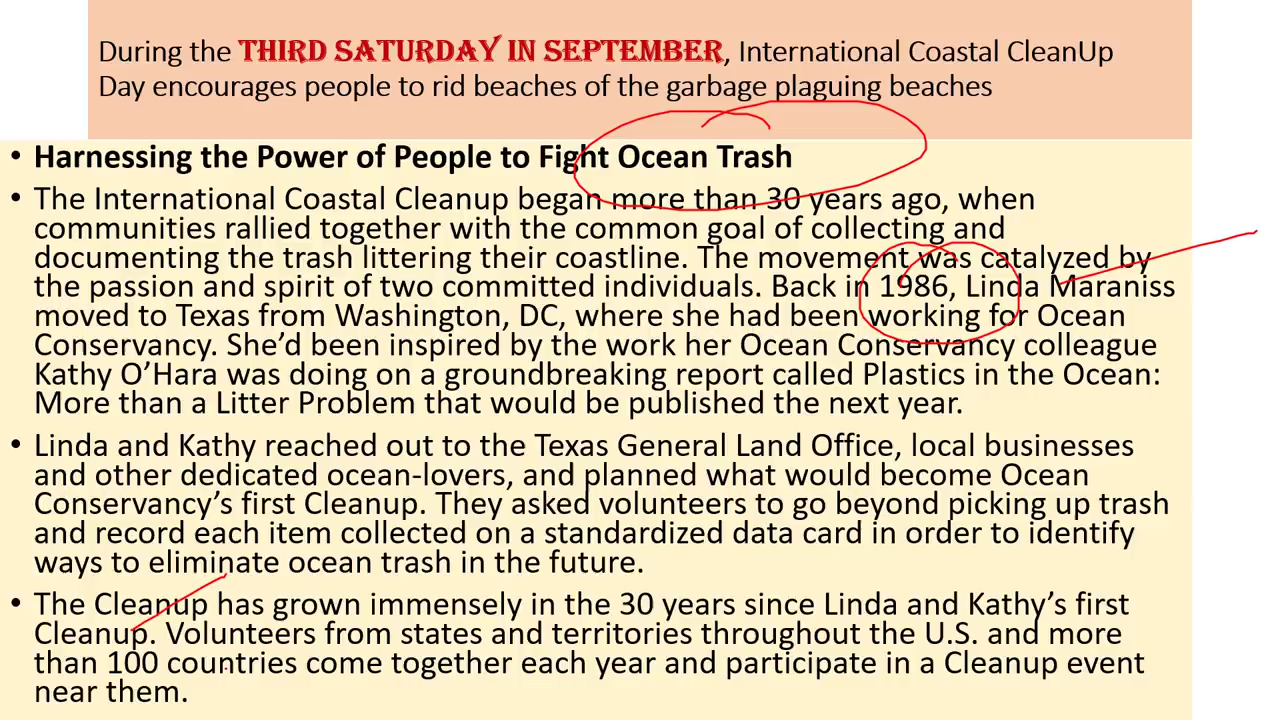 During the THIRD SATURDAY IN SEPTEMBER, International Coastal CleanUp
Day encourages people to rid beaches of the garbage plaguing beaches
• Harnessing the Power of People to Fight Ocean Trash
• The International Coastal Cleanup began more than 30 years ago, when
communities rallied together with the common goal of collecting and
documenting the trash littering their coastline. The movement was catalyzed by
the passion and spirit of two committed individuals. Back in 1986, Linda Maraniss
moved to Texas from Washington, DC, where she had been working for Ocean
Conservancy. She’d been inspired by the work her Ocean Conservancy colleague
Kathy O’Hara was doing on a groundbreaking report called Plastics in the Ocean:
More than a Litter Problem that would be published the next year.
• Linda and Kathy reached out to the Texas General Land Office, local businesses
and other dedicated ocean-lovers, and planned what would become Ocean
Conservancy’s first Cleanup. They asked volunteers to go beyond picking up trash
and record each item collected on a standardized data card in order to identify
ways to eliminate ocean trash in the future.
• The Cleanup has grown immensely in the 30 years since Linda and Kathy’s first
Cleanup. Volunteers from states and territories throughout the U.S. and more
than 100 countries come together each year and participate in a Cleanup event
near them.